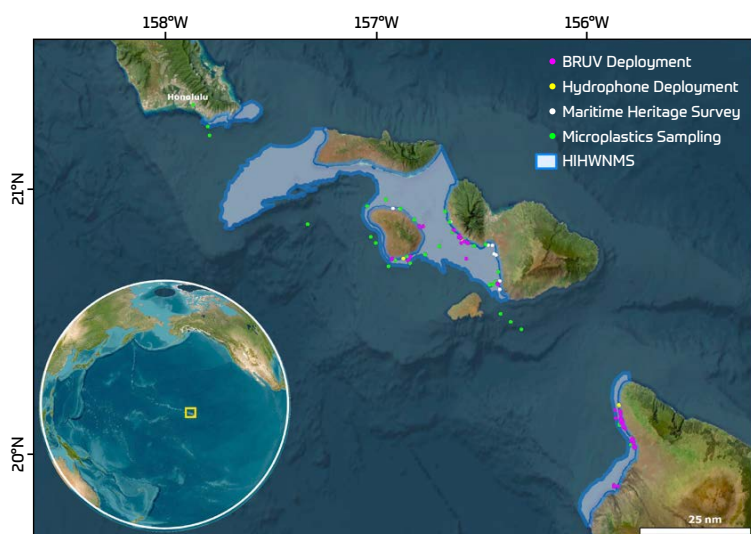 158°W
157°W
156°W
BRUV Deployment
Hydrophone Deployment
Maritime Heritage Survey
Microplastics Sampling
HIHWNMS
Honolulu
21°N
20°N
25 nm